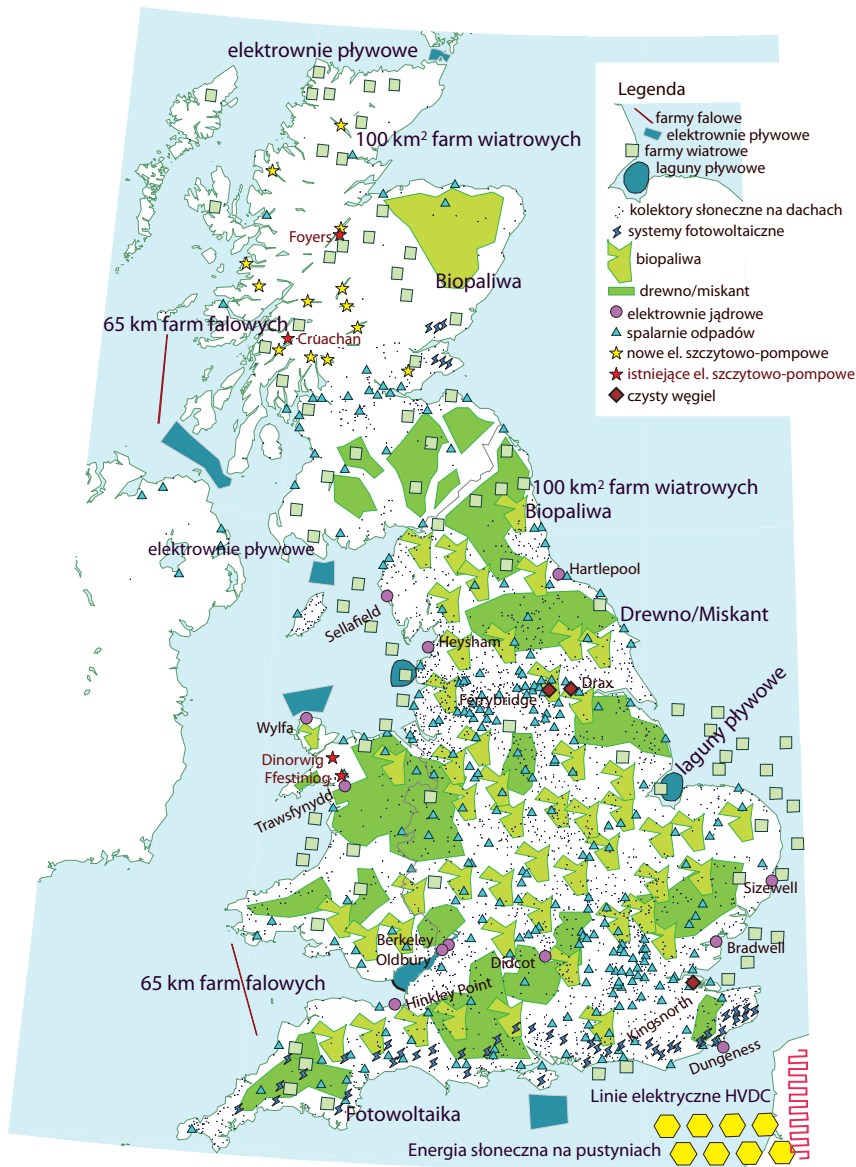 elektrownie pływowe
Legenda
farmy falowe
elektrownie pływowe
farmy wiatrowe
laguny pływowe
kolektory słoneczne na dachach
systemy fotowoltaiczne
biopaliwa
drewno/miskant
elektrownie jądrowe
spalarnie odpadów
nowe el. szczytowo-pompowe
istniejące el. szczytowo-pompowe
czysty węgiel
100 km² farm wiatrowych
Foyers
Biopaliwa
65 km farm falowych
Cruachan
100 km² farm wiatrowych
Biopaliwa
elektrownie pływowe
Hartlepool
Sellafield
Drewno/Miskant
Heysham
Drax
Ferrybridge
laguny pływowe
Wylfa
Dinorwig
Ffestiniog
Trawsfynydd
Sizewell
Berkeley
Oldbury
Bradwell
Didcot
65 km farm falowych
Hinkley Point
Kingsnorth
Dungeness
Linie elektryczne HVDC
Fotowoltaika
Energia słoneczna na pustyniach